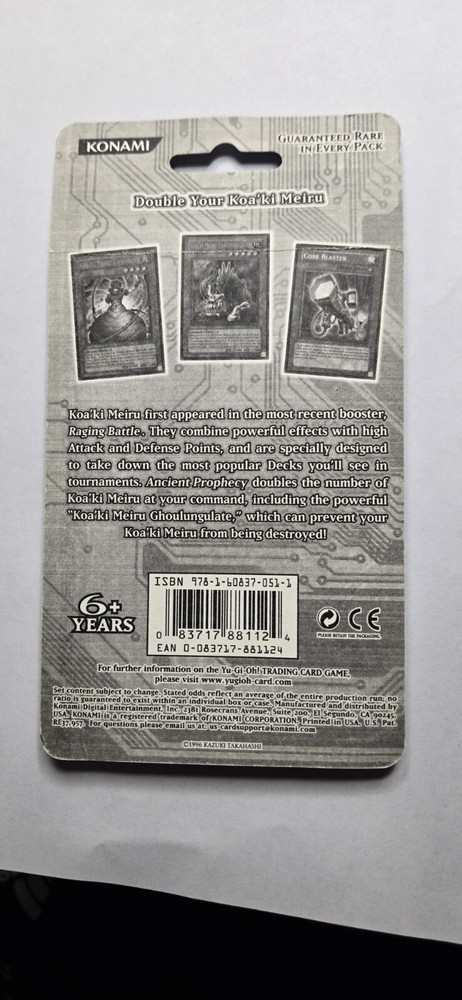 KONAMI
GUARANTEED RARE
IN EVERY PACK
Double Your Koa'ki Meiru
CORE BLASTER
Koa'ki Meiru first appeared in the most recent booster,
Raging Battle. They combine powerful effects with high
Attack and Defense Points, and are specially designed
to take down the most popular Decks you'll see in
tournaments. Ancient Prophecy doubles the number of
Koa'ki Meiru at your command, including the powerful
"Koa'ki Meiru Ghoulungulate," which can prevent your
Koa'ki Meiru from being destroyed!
ISBN 978-1-60837-051-1
0 83717 88112 4
EAN 0-083717-881124
6+
YEARS
CE
PLEASE RETAIN THE PACKAGING
For further information on the Yu-Gi-Oh! TRADING CARD GAME,
please visit www.yugioh-card.com
Set content subject to change. Stated odds reflect an average of the entire production run; no
ratio is guaranteed to exist within an individual box or case. Manufactured and distributed by
Konami Digital Entertainment, Inc., 2381 Rosecrans Avenue, Suite 200, El Segundo, CA 90245,
USA. KONAMI is a registered trademark of KONAMI CORPORATION. Printed in USA. U.S. Pat.
RE37,957. For questions please email us at: us-cardsupport@konami.com
©1996 KAZUKI TAKAHASHI